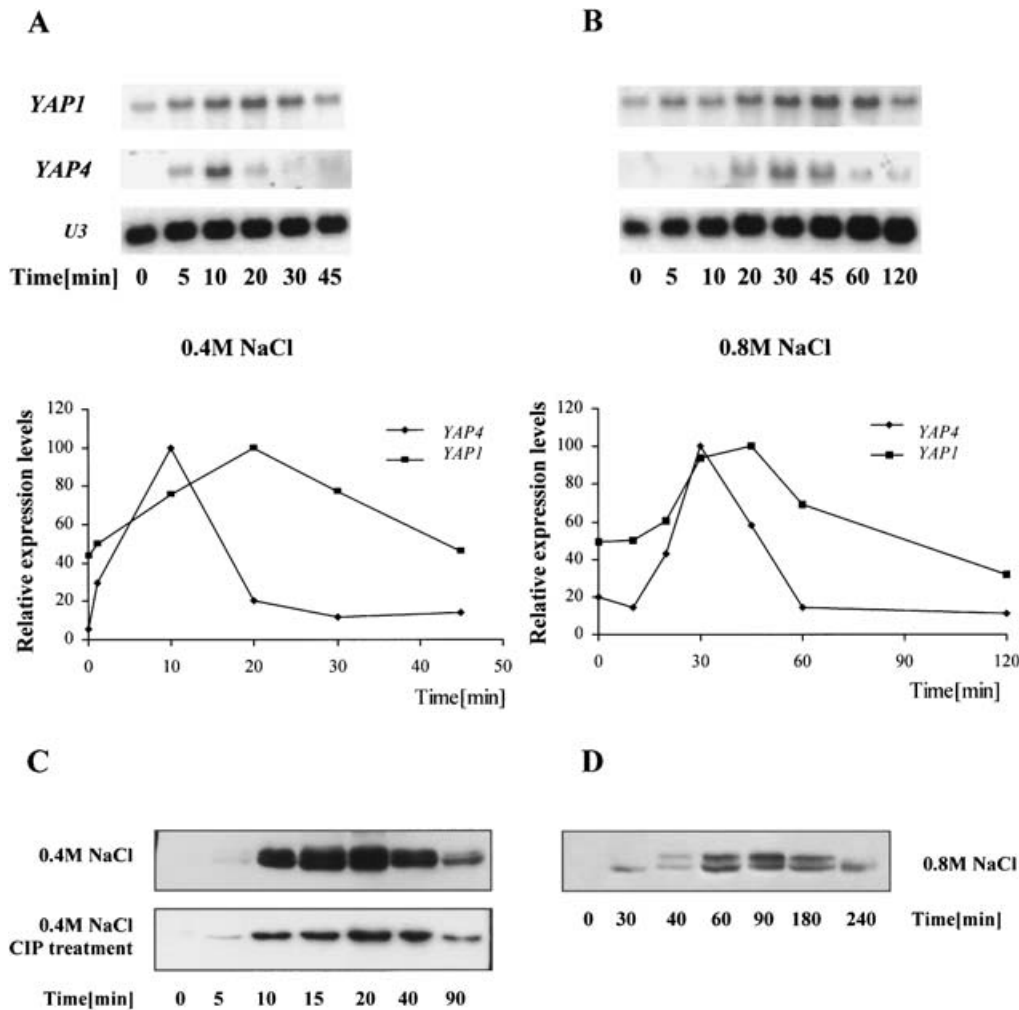 A
B
YAP1
YAP4
U3
Time[min] 0 5 10 20 30 45
0 5 10 20 30 45 60 120
0.4M NaCl
0.8M NaCl
Relative expression levels
120
100
80
60
40
20
0
YAP4
YAP1
0 10 20 30 40 50
Time[min]
Relative expression levels
120
100
80
60
40
20
0
YAP4
YAP1
0 30 60 90 120
Time[min]
C
D
0.4M NaCl
0.4M NaCl
CIP treatment
Time[min] 0 5 10 15 20 40 90
0.8M NaCl
0 30 40 60 90 180 240 Time[min]